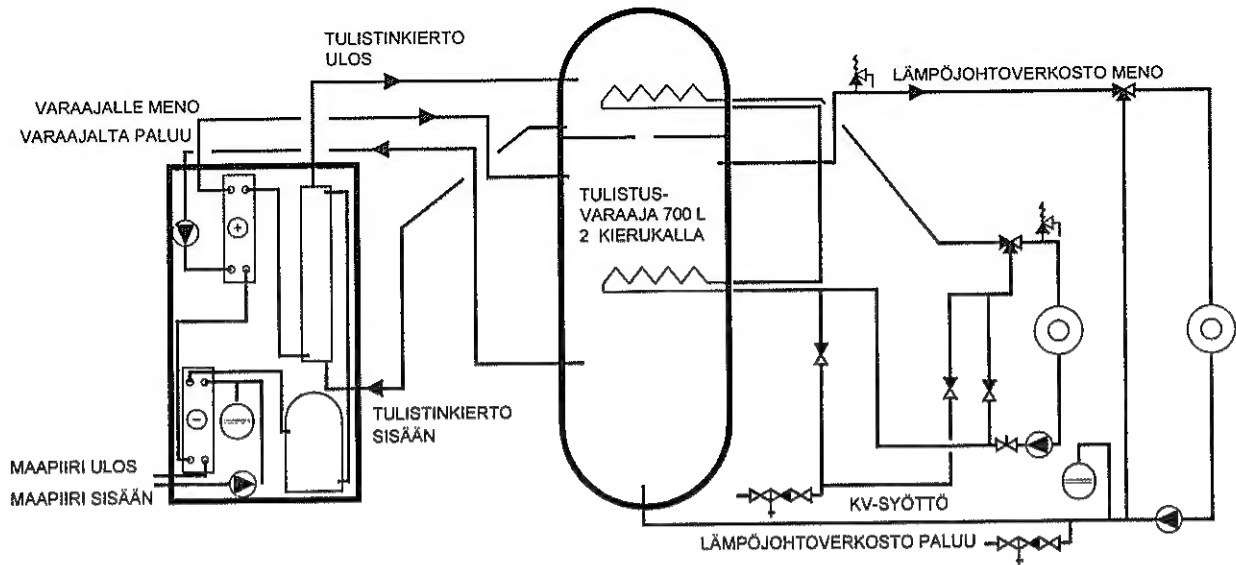 TULISTINKIERTO
ULOS
LÄMPÖJOHTOVERKOSTO MENO
VARAAJALLE MENO
VARAAJALTA PALUU
TULISTUS-
VARAAJA 700 L
2 KIERUKALLA
TULISTINKIERTO
SISÄÄN
MAAPIIRI ULOS
MAAPIIRI SISÄÄN
KV-SYÖTTÖ
LÄMPÖJOHTOVERKOSTO PALUU